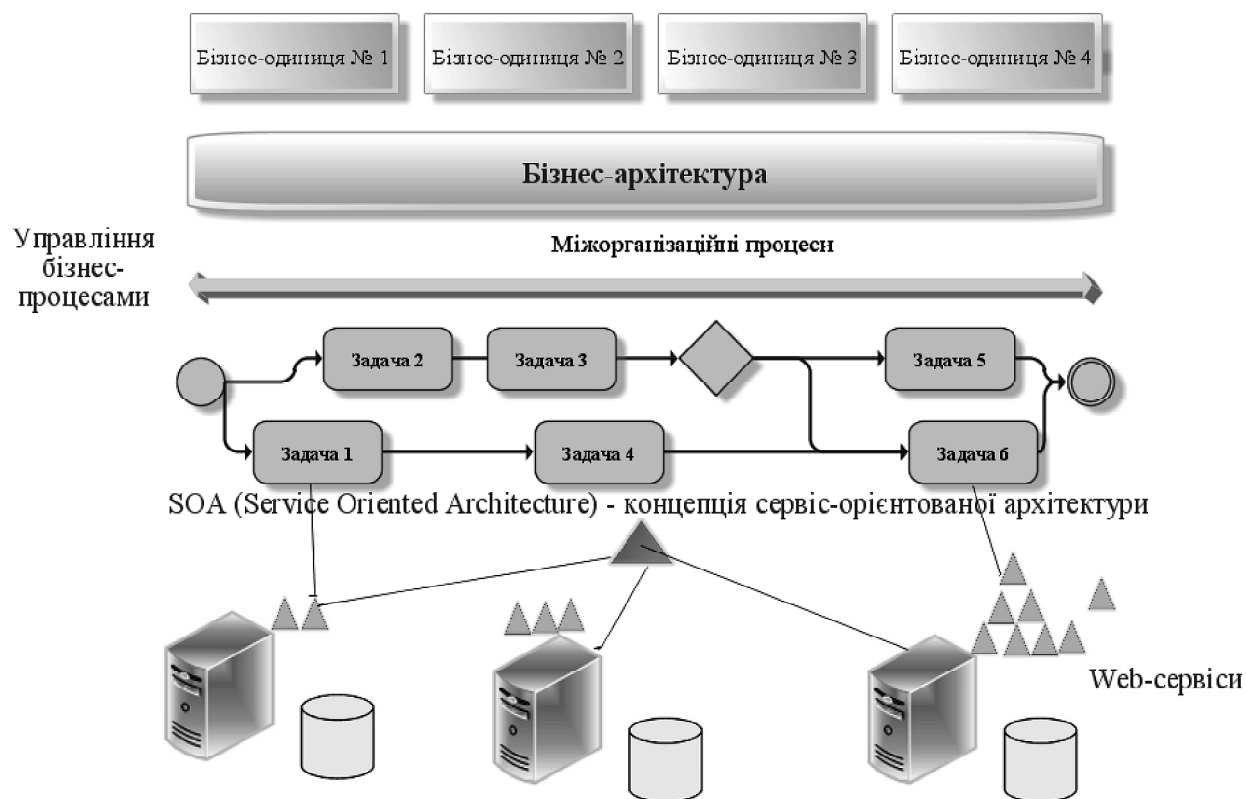 Бізнес-одиниця № 1
Бізнес-одиниця № 2
Бізнес-одиниця № 3
Бізнес-одиниця № 4
Бізнес-архітектура
Управління
бізнес-
процесами
Міжорганізаційні процеси
Задача 2
Задача 3
Задача 5
Задача 1
Задача 4
Задача 6
SOA (Service Oriented Architecture) - концепція сервіс-орієнтованої архітектури
Web-сервіси